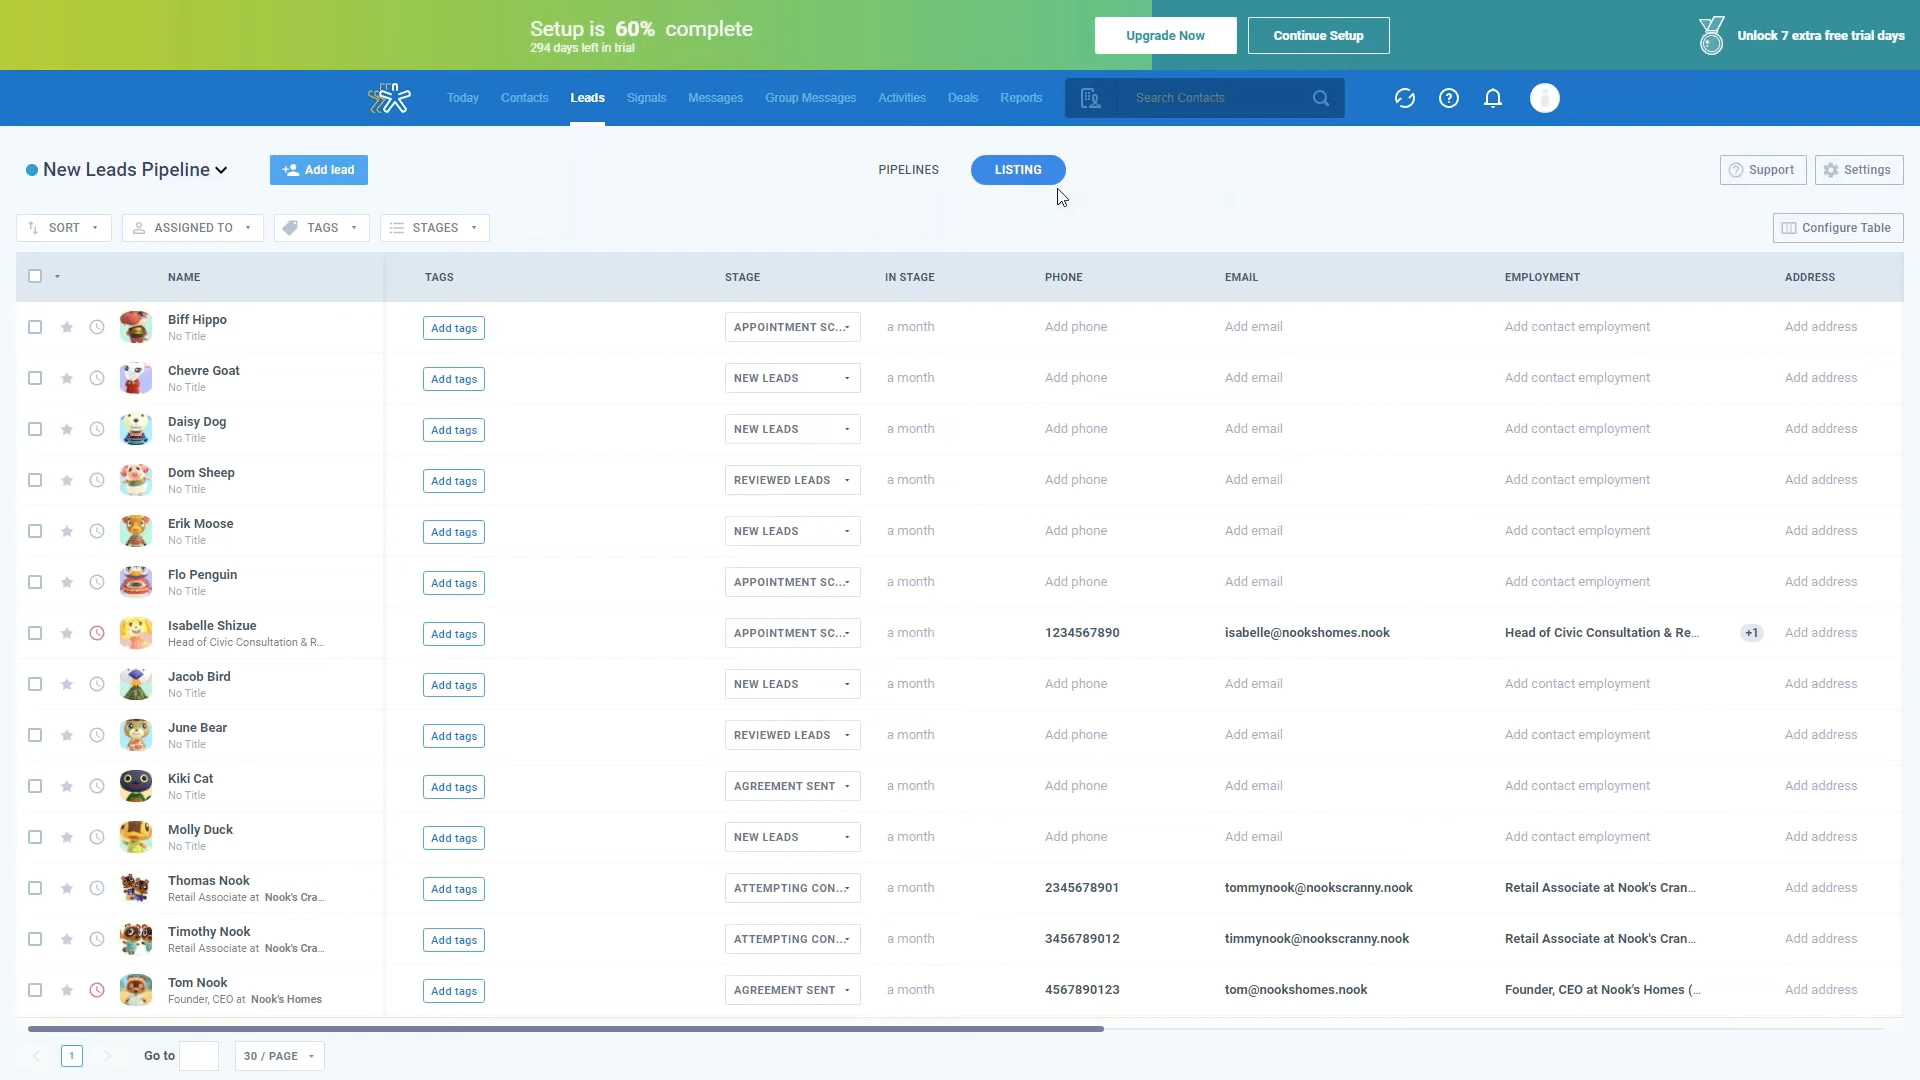 Setup is 60% complete
294 days left in trial
Upgrade Now
Continue Setup
Unlock 7 extra free trial days
Today Contacts Leads Signals Messages Group Messages Activities Deals Reports Search Contacts
New Leads Pipeline
Add lead
PIPELINES
LISTING
Support
Settings
SORT ASSIGNED TO TAGS STAGES
Configure Table
NAME TAGS STAGE IN STAGE PHONE EMAIL EMPLOYMENT ADDRESS
Biff Hippo
No Title
Add tags APPOINTMENT SC... a month Add phone Add email Add contact employment Add address
Chevre Goat
No Title
Add tags NEW LEADS a month Add phone Add email Add contact employment Add address
Daisy Dog
No Title
Add tags NEW LEADS a month Add phone Add email Add contact employment Add address
Dom Sheep
No Title
Add tags REVIEWED LEADS a month Add phone Add email Add contact employment Add address
Erik Moose
No Title
Add tags NEW LEADS a month Add phone Add email Add contact employment Add address
Flo Penguin
No Title
Add tags APPOINTMENT SC... a month Add phone Add email Add contact employment Add address
Isabelle Shizue
Head of Civic Consultation & R...
Add tags APPOINTMENT SC... a month 1234567890 isabelle@nookshomes.nook Head of Civic Consultation & Re... +1 Add address
Jacob Bird
No Title
Add tags NEW LEADS a month Add phone Add email Add contact employment Add address
June Bear
No Title
Add tags REVIEWED LEADS a month Add phone Add email Add contact employment Add address
Kiki Cat
No Title
Add tags AGREEMENT SENT a month Add phone Add email Add contact employment Add address
Molly Duck
No Title
Add tags NEW LEADS a month Add phone Add email Add contact employment Add address
Thomas Nook
Retail Associate at Nook's Cra...
Add tags ATTEMPTING CON... a month 2345678901 tommynook@nookscranny.nook Retail Associate at Nook's Cran... Add address
Timothy Nook
Retail Associate at Nook's Cra...
Add tags ATTEMPTING CON... a month 3456789012 timmynook@nookscranny.nook Retail Associate at Nook's Cran... Add address
Tom Nook
Founder, CEO at Nook's Homes
Add tags AGREEMENT SENT a month 4567890123 tom@nookshomes.nook Founder, CEO at Nook's Homes (... Add address
1 Go to 30 / PAGE